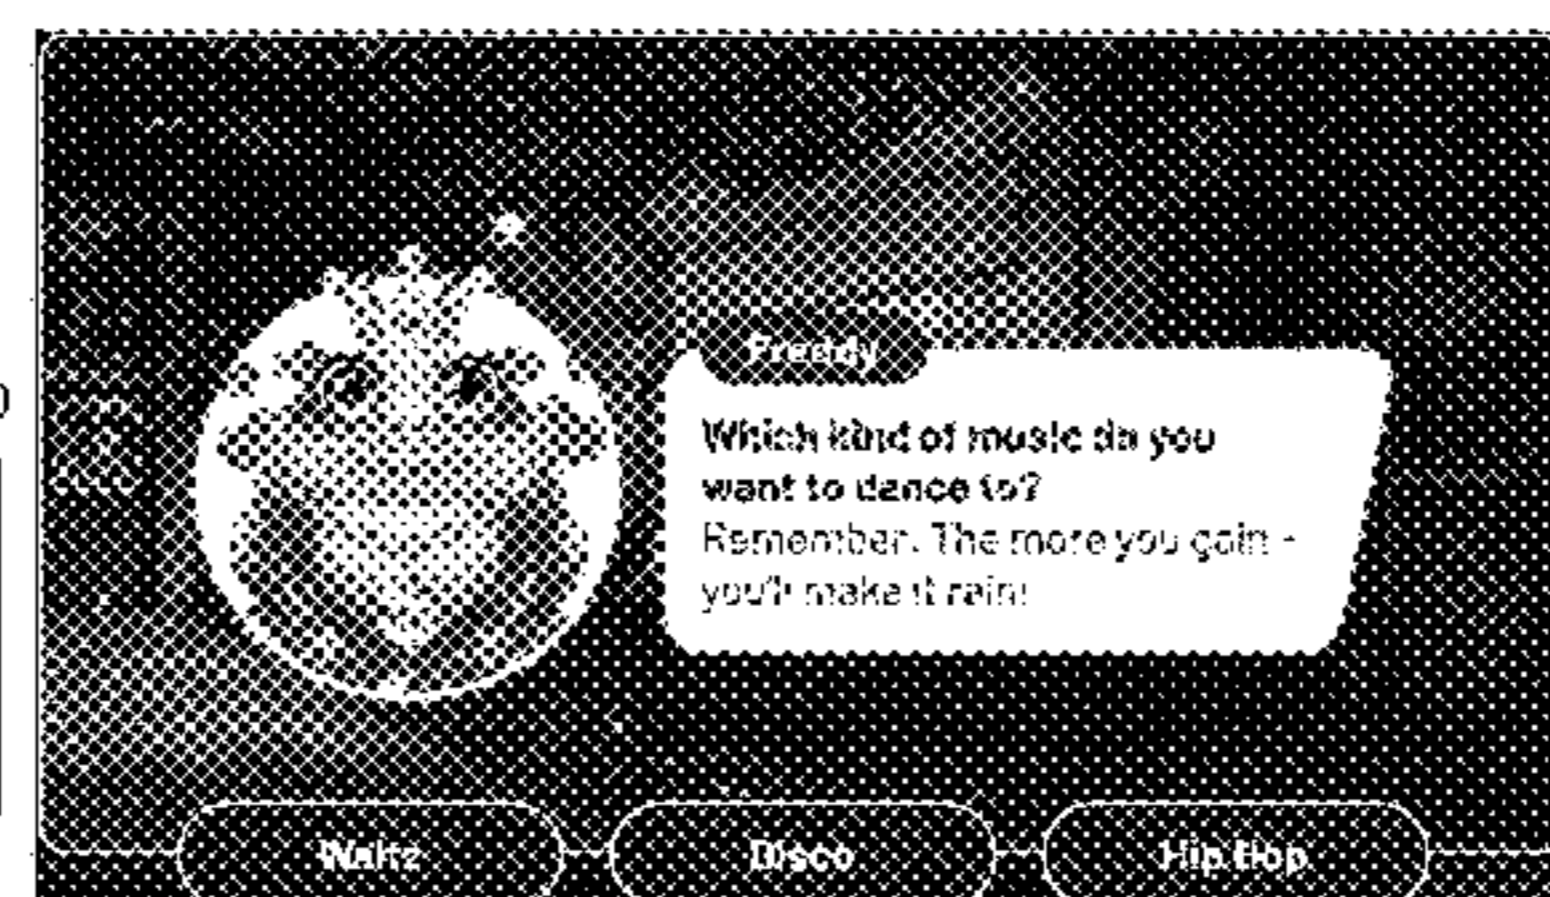 Freddy
Which kind of music do you
want to dance to?
Remember. The more you gain -
you'll make it rain!
Waltz
Disco
Hip Hop